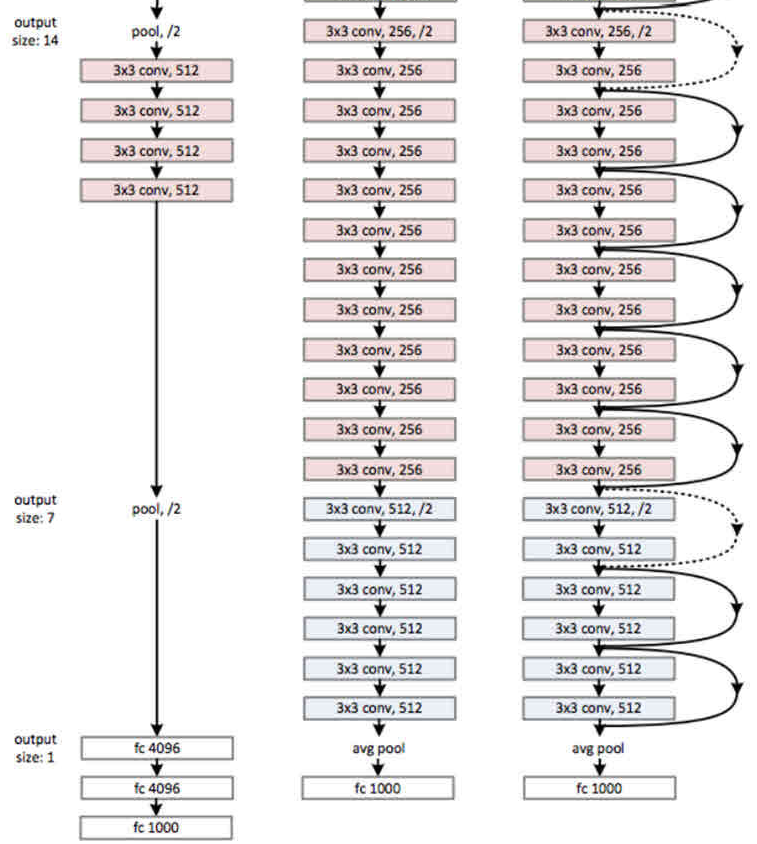 output
size: 14
pool, /2
3x3 conv, 512
3x3 conv, 512
3x3 conv, 512
3x3 conv, 512
output
size: 7
pool, /2
output
size: 1
fc 4096
fc 4096
fc 1000
3x3 conv, 256, /2
3x3 conv, 256
3x3 conv, 256
3x3 conv, 256
3x3 conv, 256
3x3 conv, 256
3x3 conv, 256
3x3 conv, 256
3x3 conv, 256
3x3 conv, 256
3x3 conv, 256
3x3 conv, 256
3x3 conv, 512, /2
3x3 conv, 512
3x3 conv, 512
3x3 conv, 512
3x3 conv, 512
3x3 conv, 512
avg pool
fc 1000
3x3 conv, 256, /2
3x3 conv, 256
3x3 conv, 256
3x3 conv, 256
3x3 conv, 256
3x3 conv, 256
3x3 conv, 256
3x3 conv, 256
3x3 conv, 256
3x3 conv, 256
3x3 conv, 256
3x3 conv, 256
3x3 conv, 512, /2
3x3 conv, 512
3x3 conv, 512
3x3 conv, 512
3x3 conv, 512
3x3 conv, 512
avg pool
fc 1000